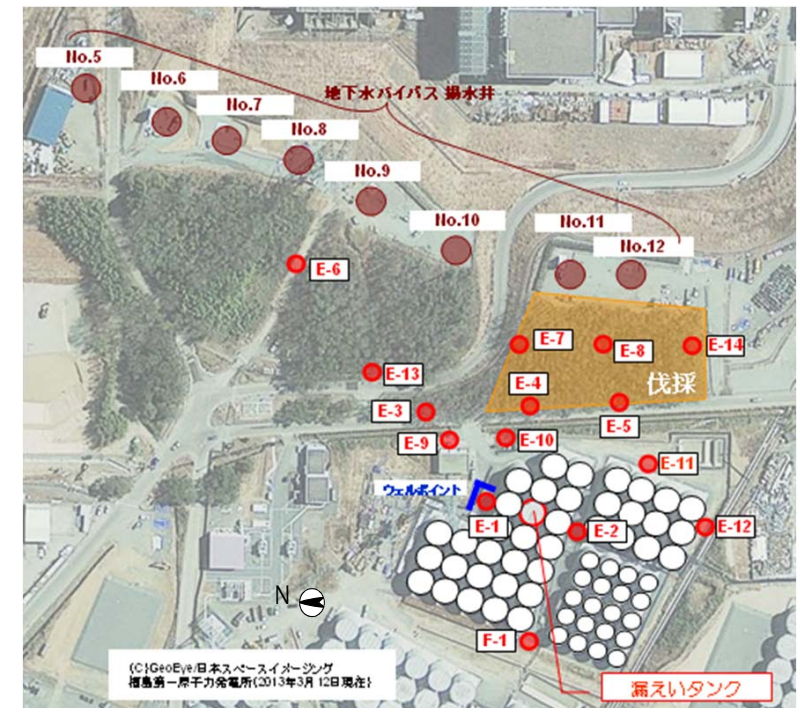 No.5
No.6
No.7
No.8
地下水バイパス 揚水井
No.9
No.10
No.11
No.12
E-6
E-7
E-8
E-14
E-13
伐採
E-4
E-3
E-5
E-9
E-10
E-11
ウェルポイント
E-1
E-2
E-12
N
F-1
(C)GeoEye/日本スペースイメージング
福島第一原子力発電所(2013年3月12日現在)
漏えいタンク